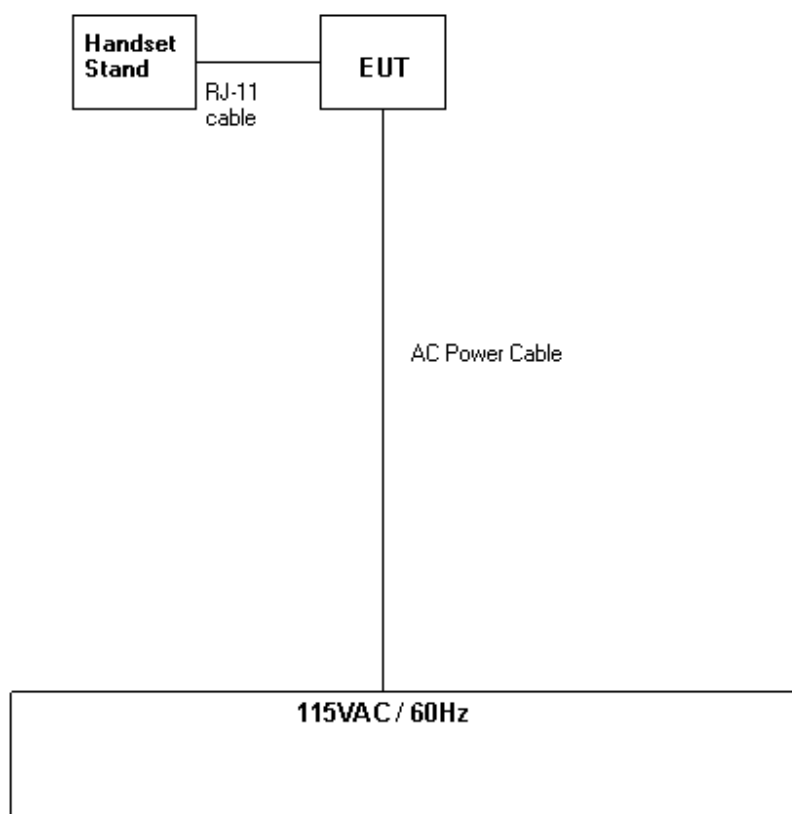 Handset
Stand
EUT
RJ-11
cable
AC Power Cable
115VAC / 60Hz